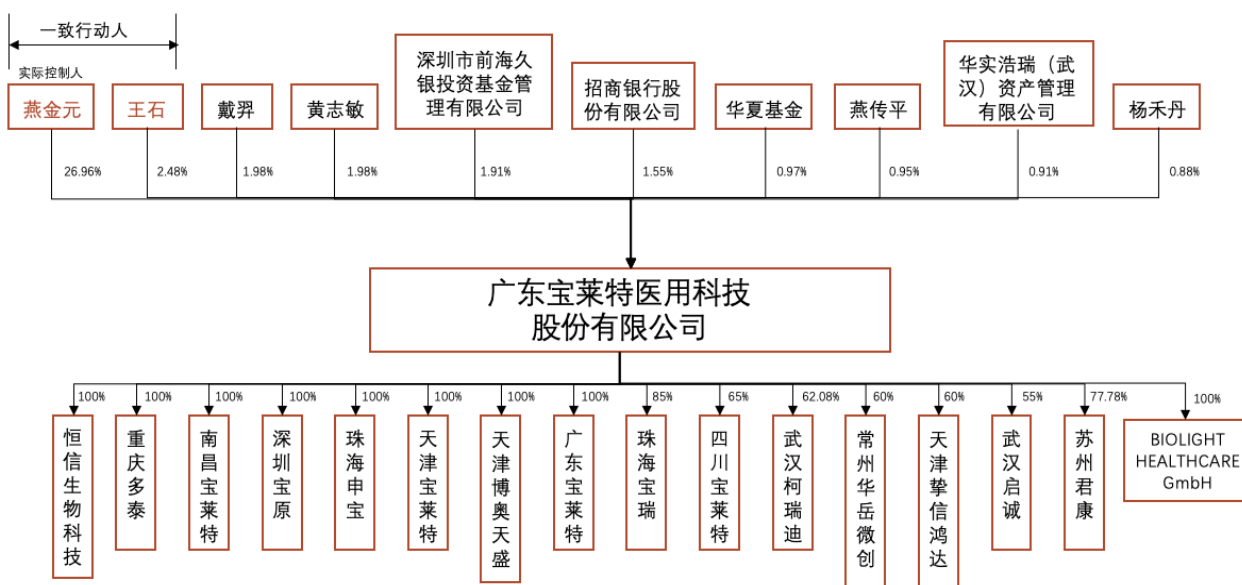 一致行动人
实际控制人
燕金元
王石
戴羿
黄志敏
深圳市前海久
银投资基金管
理有限公司
招商银行股
份有限公司
华夏基金
燕传平
华实浩瑞（武
汉）资产管理
有限公司
杨禾丹
26.96%
2.48%
1.98%
1.98%
1.91%
1.55%
0.97%
0.95%
0.91%
0.88%
广东宝莱特医用科技
股份有限公司
100%
100%
100%
100%
100%
100%
100%
100%
85%
65%
62.08%
60%
60%
55%
77.78%
100%
恒信生物科技
重庆多泰
南昌宝莱特
深圳宝原
珠海申宝
天津宝莱特
天津博奥天盛
广东宝莱特
珠海宝瑞
四川宝莱特
武汉柯瑞迪
常州华岳微创
天津挚信鸿达
武汉启诚
苏州君康
BIOLIGHT
HEALTHCARE
GmbH